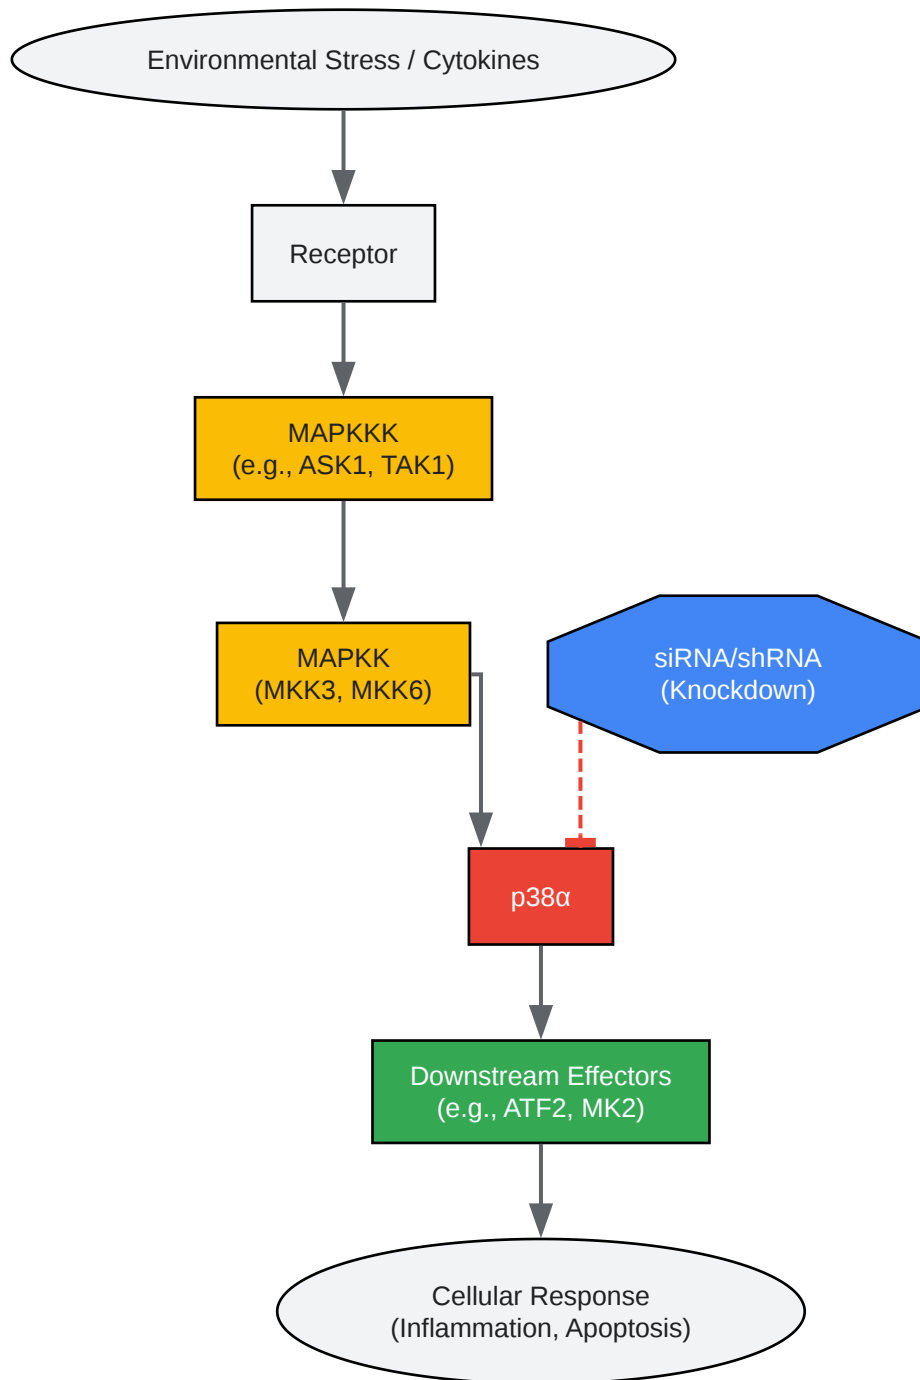 Environmental Stress / Cytokines
Receptor
MAPKKK
(e.g., ASK1, TAK1)
MAPKK
(MKK3, MKK6)
siRNA/shRNA
(Knockdown)
p38α
Downstream Effectors
(e.g., ATF2, MK2)
Cellular Response
(Inflammation, Apoptosis)